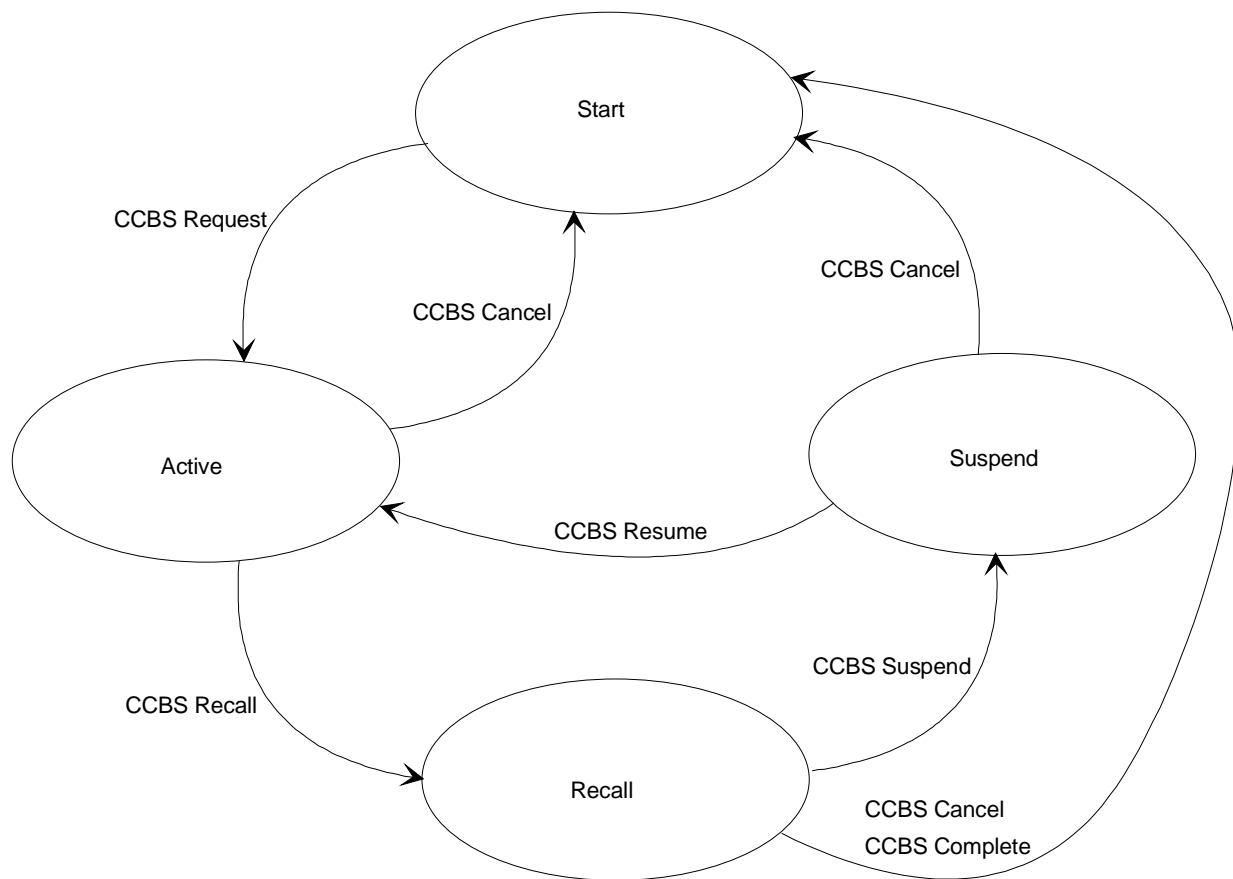 Start
CCBS Request
CCBS Cancel
CCBS Cancel
Active
Suspend
CCBS Resume
CCBS Suspend
CCBS Recall
Recall
CCBS Cancel
CCBS Complete